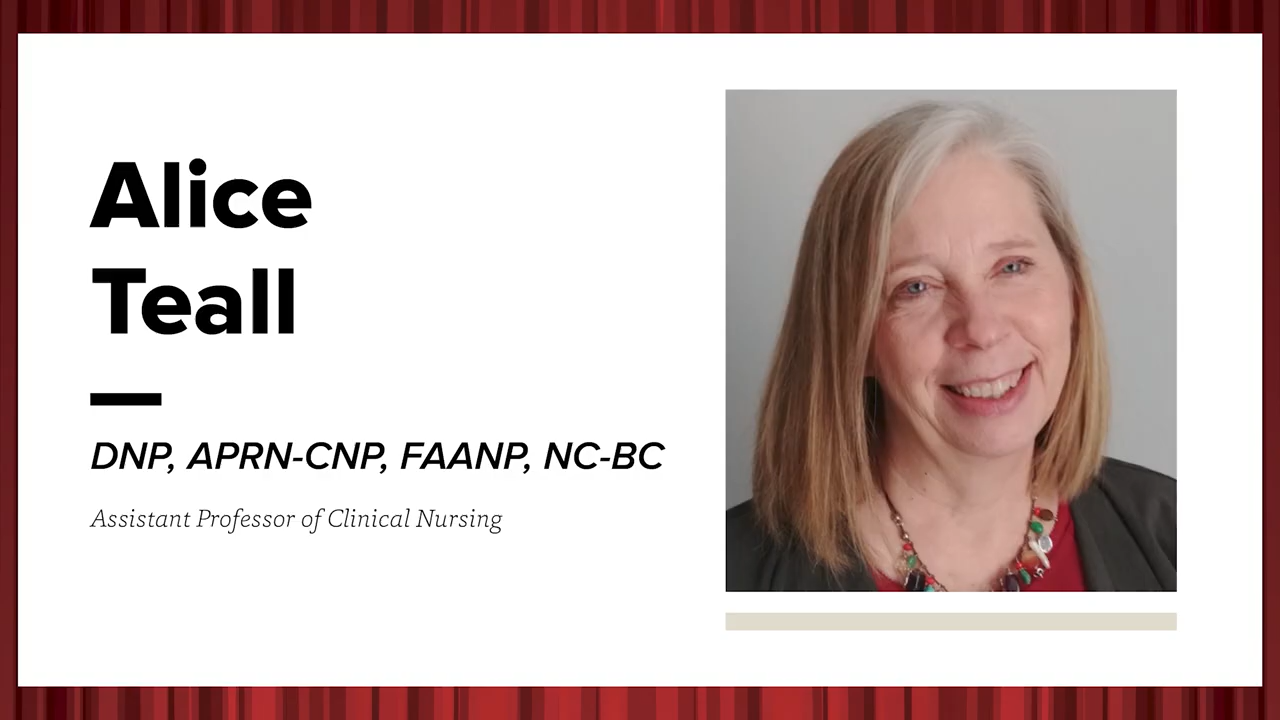 Alice
Teall
DNP, APRN-CNP, FAANP, NC-BC
Assistant Professor of Clinical Nursing